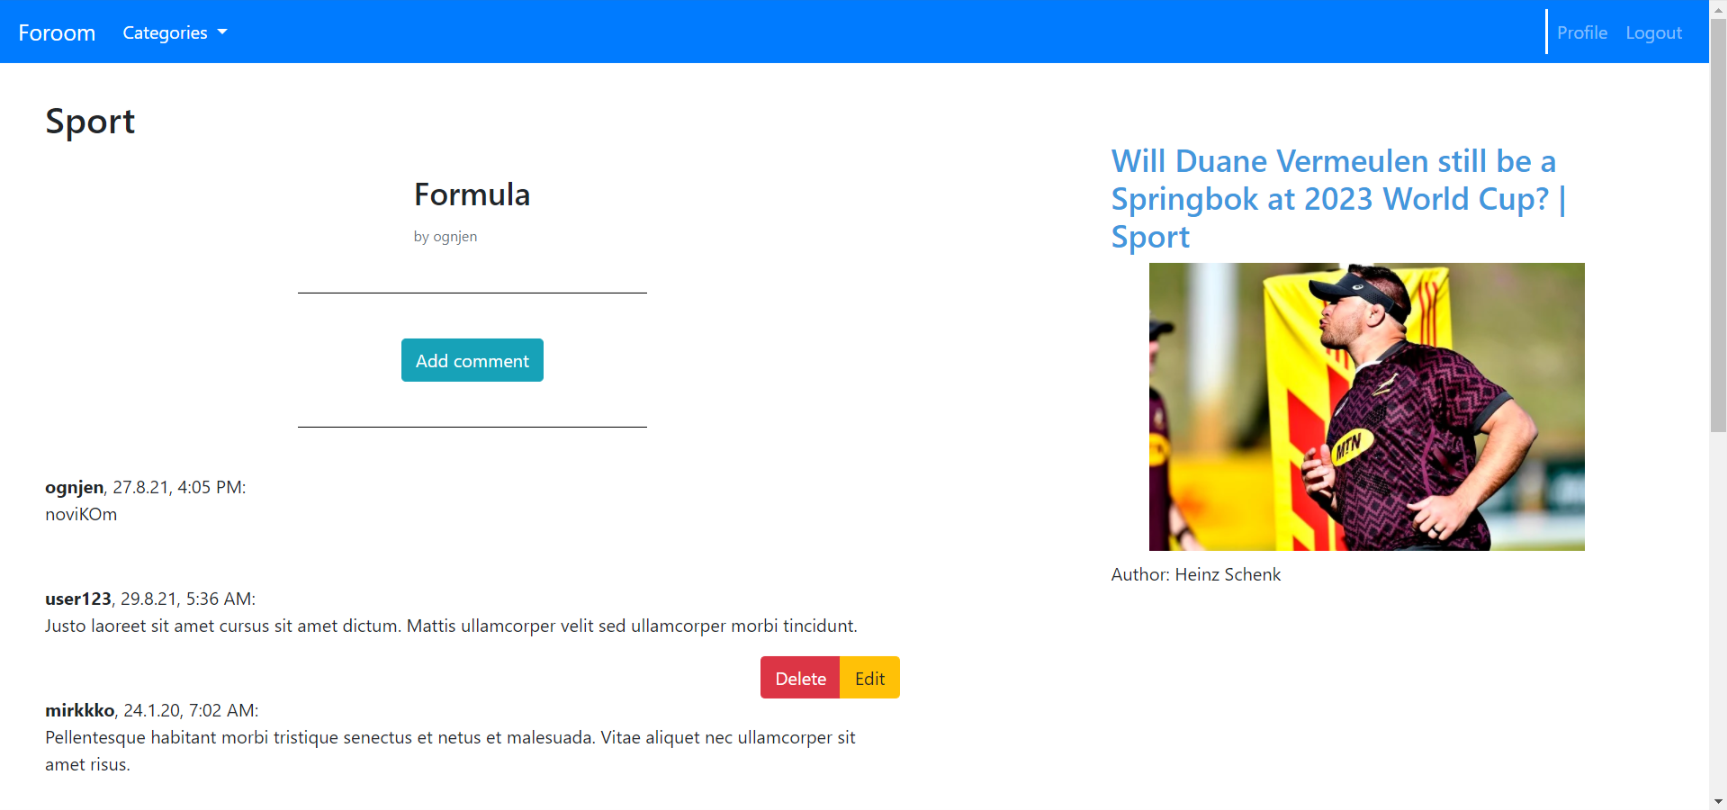 Foroom
Categories
Profile
Logout
Sport
Formula
by ognjen
Add comment
ognjen, 27.8.21, 4:05 PM:
noviKOm
user123, 29.8.21, 5:36 AM:
Justo laoreet sit amet cursus sit amet dictum. Mattis ullamcorper velit sed ullamcorper morbi tincidunt.
Delete
Edit
mirkkko, 24.1.20, 7:02 AM:
Pellentesque habitant morbi tristique senectus et netus et malesuada. Vitae aliquet nec ullamcorper sit
amet risus.
Will Duane Vermeulen still be a
Springbok at 2023 World Cup? |
Sport
MTN
Author: Heinz Schenk